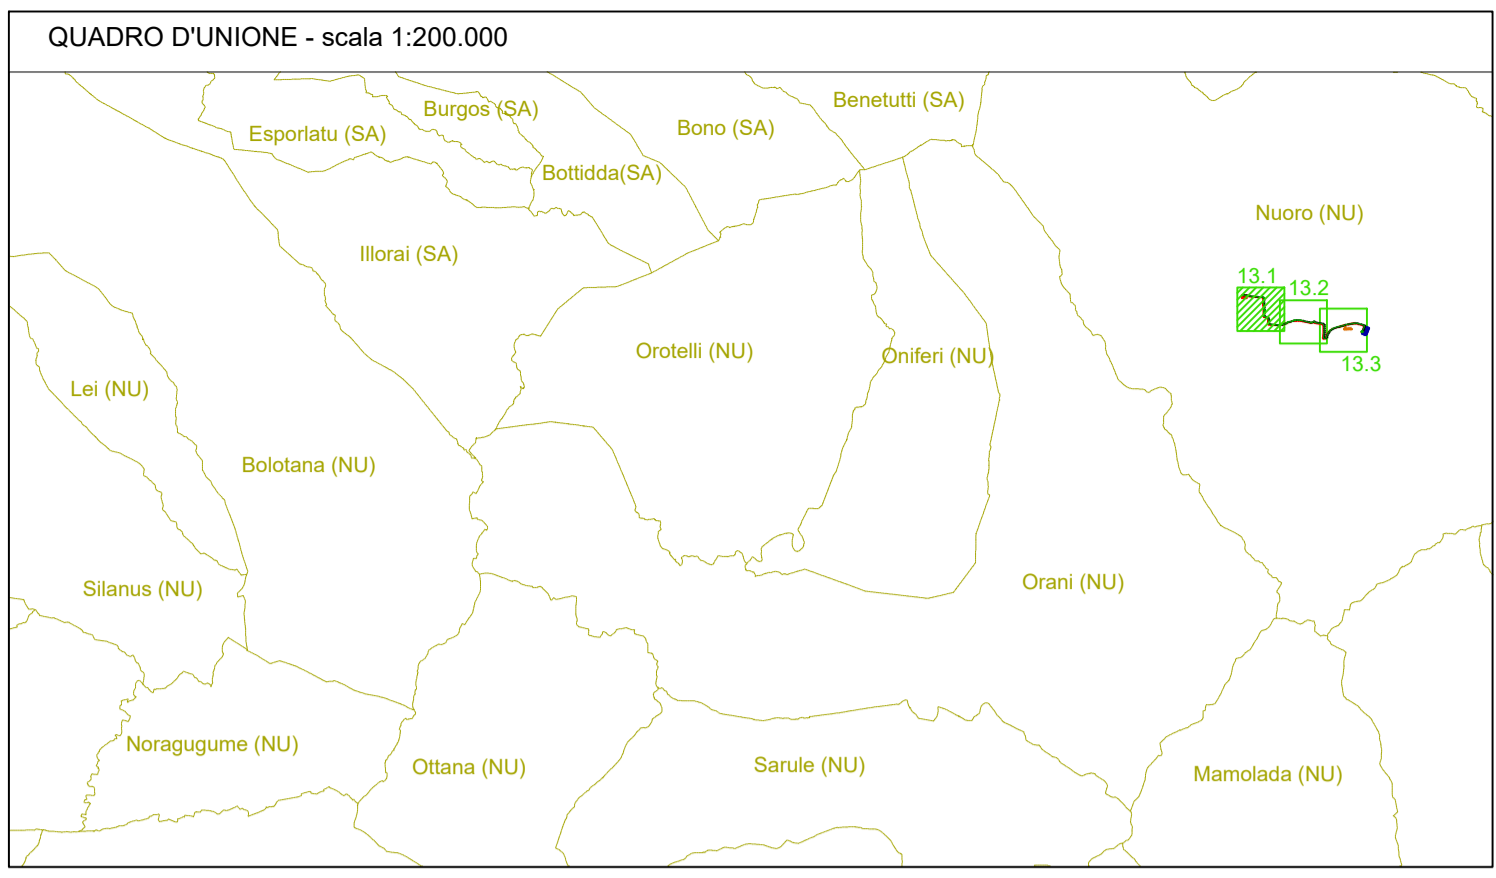 QUADRO D'UNIONE - scala 1:200.000
Benetutti (SA)
Burgos (SA)
Esporlatu (SA)
Bono (SA)
Bottidda(SA)
Nuoro (NU)
Illorai (SA)
13.1
13.2
Orotelli (NU)
Oniferi (NU)
13.3
Lei (NU)
Bolotana (NU)
Orani (NU)
Silanus (NU)
Noragugume (NU)
Ottana (NU)
Sarule (NU)
Mamolada (NU)